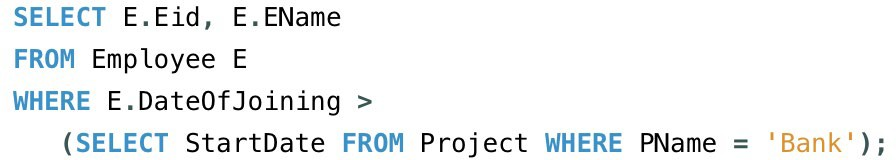 SELECT E.Eid, E.EName
FROM Employee E
WHERE E.DateOfJoining >
(SELECT StartDate FROM Project WHERE PName = 'Bank');